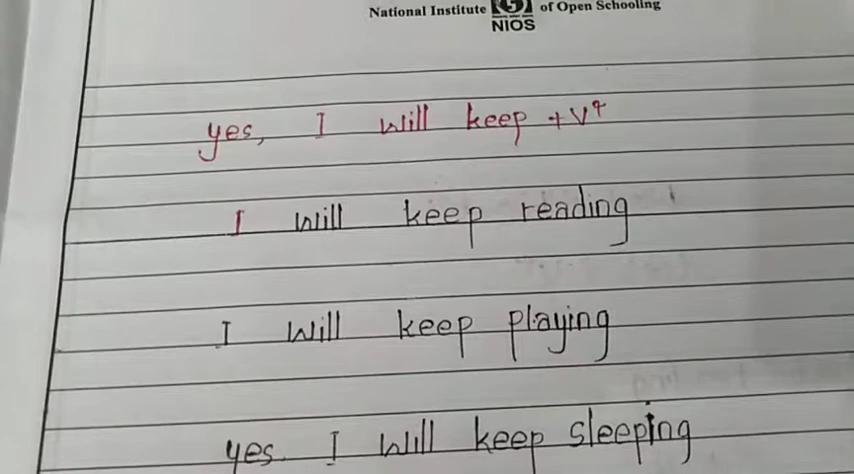 National Institute of Open Schooling
NIOS
yes, I will keep + V⁴
I will keep reading
I will keep playing
yes. I will keep sleeping